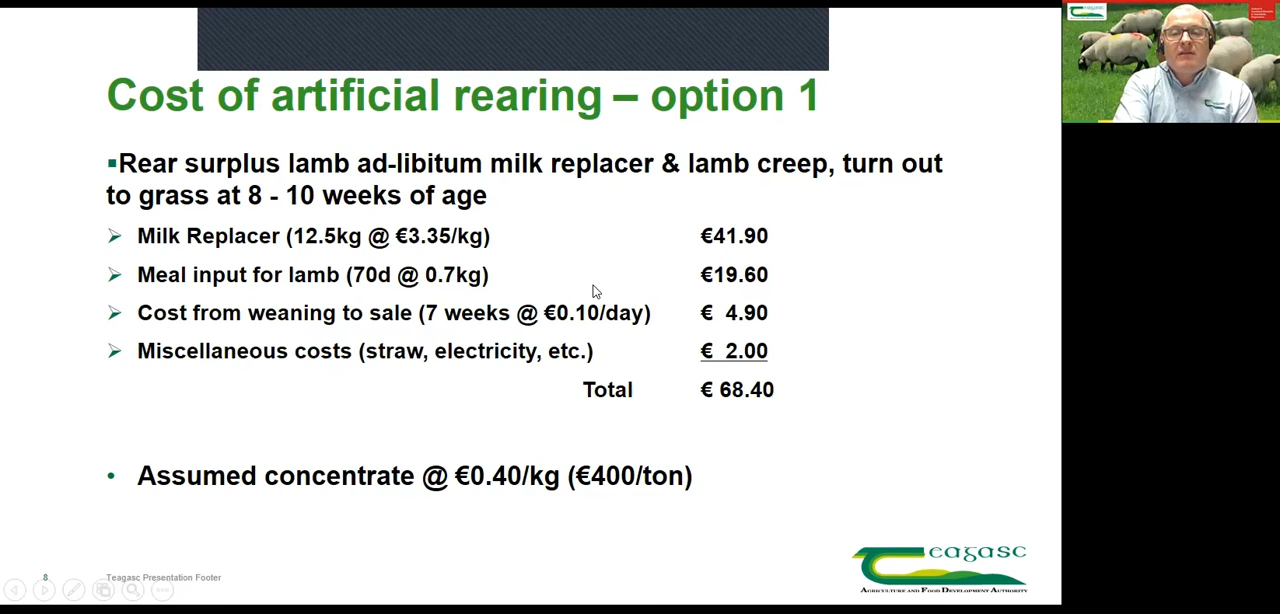 Cost of artificial rearing – option 1
▪Rear surplus lamb ad-libitum milk replacer & lamb creep, turn out
to grass at 8 - 10 weeks of age
➢ Milk Replacer (12.5kg @ €3.35/kg) €41.90
➢ Meal input for lamb (70d @ 0.7kg) €19.60
➢ Cost from weaning to sale (7 weeks @ €0.10/day) € 4.90
➢ Miscellaneous costs (straw, electricity, etc.) € 2.00
Total € 68.40
• Assumed concentrate @ €0.40/kg (€400/ton)
Teagasc
AGRICULTURE AND FOOD DEVELOPMENT AUTHORITY
8
Teagasc Presentation Footer
Teagasc